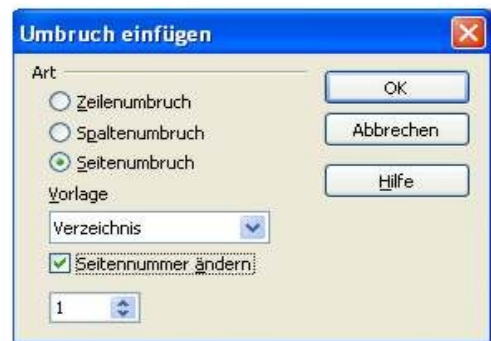 Umbruch einfügen
Art
Zeilenumbruch
Spaltenumbruch
Seitenumbruch
Vorlage
Verzeichnis
Seitennummer ändern
1
OK
Abbrechen
Hilfe